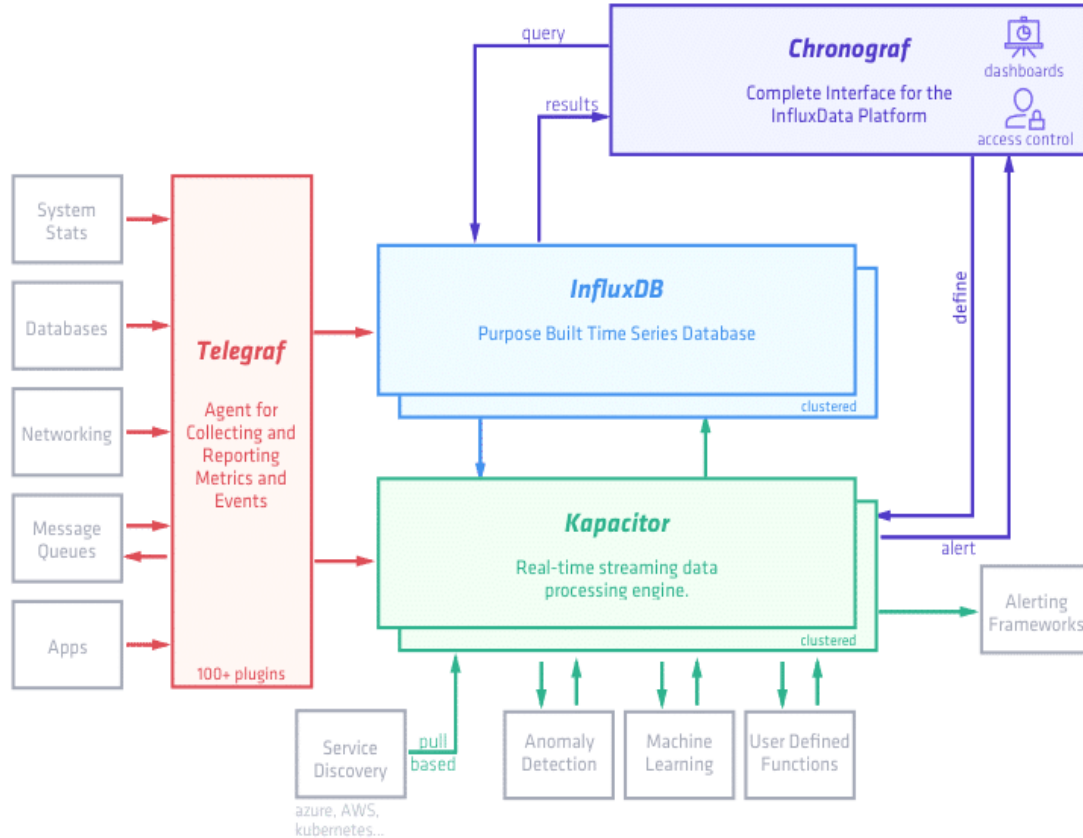 query
Chronograf
dashboards
Complete Interface for the
InfluxData Platform
results
access control
System
Stats
Databases
Networking
Message
Queues
Apps
Telegraf
Agent for
Collecting and
Reporting
Metrics and
Events
100+ plugins
InfluxDB
Purpose Built Time Series Database
clustered
define
Kapacitor
Real-time streaming data
processing engine.
clustered
alert
Alerting
Frameworks
Service
Discovery
pull
based
azure, AWS,
kubernetes...
Anomaly
Detection
Machine
Learning
User Defined
Functions